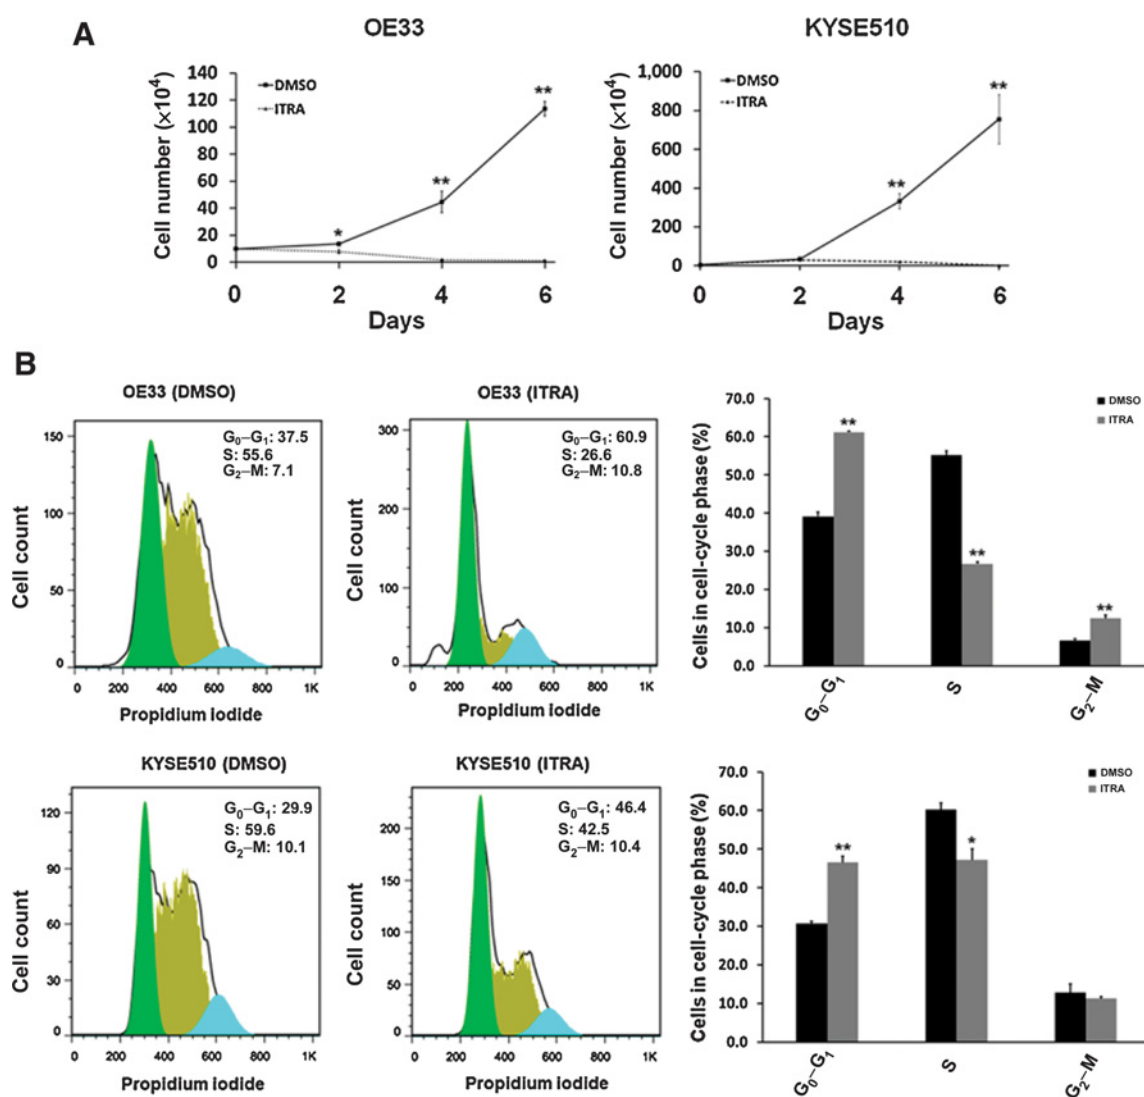 A
OE33
KYSE510
Cell number (×10⁴)
140
120
100
80
60
40
20
0
DMSO
ITRA
*
**
**
0 2 4 6
Days
Cell number (×10⁴)
1,000
800
600
400
200
0
DMSO
ITRA
**
**
0 2 4 6
Days
B
OE33 (DMSO)
G₀–G₁: 37.5
S: 55.6
G₂–M: 7.1
Cell count
150
100
50
0
0 200 400 600 800 1K
Propidium iodide
OE33 (ITRA)
G₀–G₁: 60.9
S: 26.6
G₂–M: 10.8
Cell count
300
200
100
0
0 200 400 600 800 1K
Propidium iodide
Cells in cell-cycle phase (%)
70.0
60.0
50.0
40.0
30.0
20.0
10.0
0.0
DMSO
ITRA
**
**
**
G₀–G₁
S
G₂–M
KYSE510 (DMSO)
G₀–G₁: 29.9
S: 59.6
G₂–M: 10.1
Cell count
120
90
60
30
0
0 200 400 600 800 1K
Propidium iodide
KYSE510 (ITRA)
G₀–G₁: 46.4
S: 42.5
G₂–M: 10.4
Cell count
200
150
100
50
0
0 200 400 600 800 1K
Propidium iodide
Cells in cell-cycle phase (%)
70.0
60.0
50.0
40.0
30.0
20.0
10.0
0.0
DMSO
ITRA
**
*
G₀–G₁
S
G₂–M